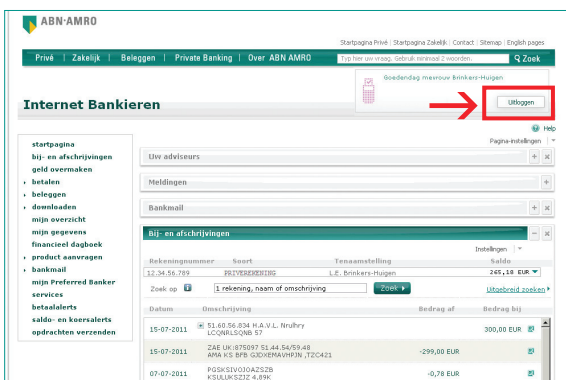 ABN·AMRO
Startpagina Privé | Startpagina Zakelijk | Contact | Sitemap | English pages
Privé | Zakelijk | Beleggen | Private Banking | Over ABN AMRO
Typ hier uw vraag. Gebruik minimaal 2 woorden.
Zoek
Goedendag mevrouw Brinkers-Huigen
Uitloggen
Internet Bankieren
Help
Pagina-instellingen
startpagina
bij- en afschrijvingen
geld overmaken
betalen
beleggen
downloaden
mijn overzicht
mijn gegevens
financieel dagboek
product aanvragen
bankmail
mijn Preferred Banker
services
betaalalerts
saldo- en koersalerts
opdrachten verzenden
Uw adviseurs
Meldingen
Bankmail
Bij- en afschrijvingen
Instellingen
Rekeningnummer Soort Tenaamstelling Saldo
12.34.56.789 PRIVEREKENING L.E. Brinkers-Huigen 265,18 EUR
Zoek op 1 rekening, naam of omschrijving Zoek Uitgebreid zoeken
Datum Omschrijving Bedrag af Bedrag bij
15-07-2011 51.60.56.834 H.A.V.L. Nrulhry 300,00 EUR
LCQNRLSQNB 57
15-07-2011 ZAE UK:875097 51.44.54/59.48 -299,00 EUR
AMA KS BFB GJDXEMAVHPJN ,TZC421
07-07-2011 PGSKSIVOJOAZSZB -0,78 EUR
KSULUKSZJZ 4.89K